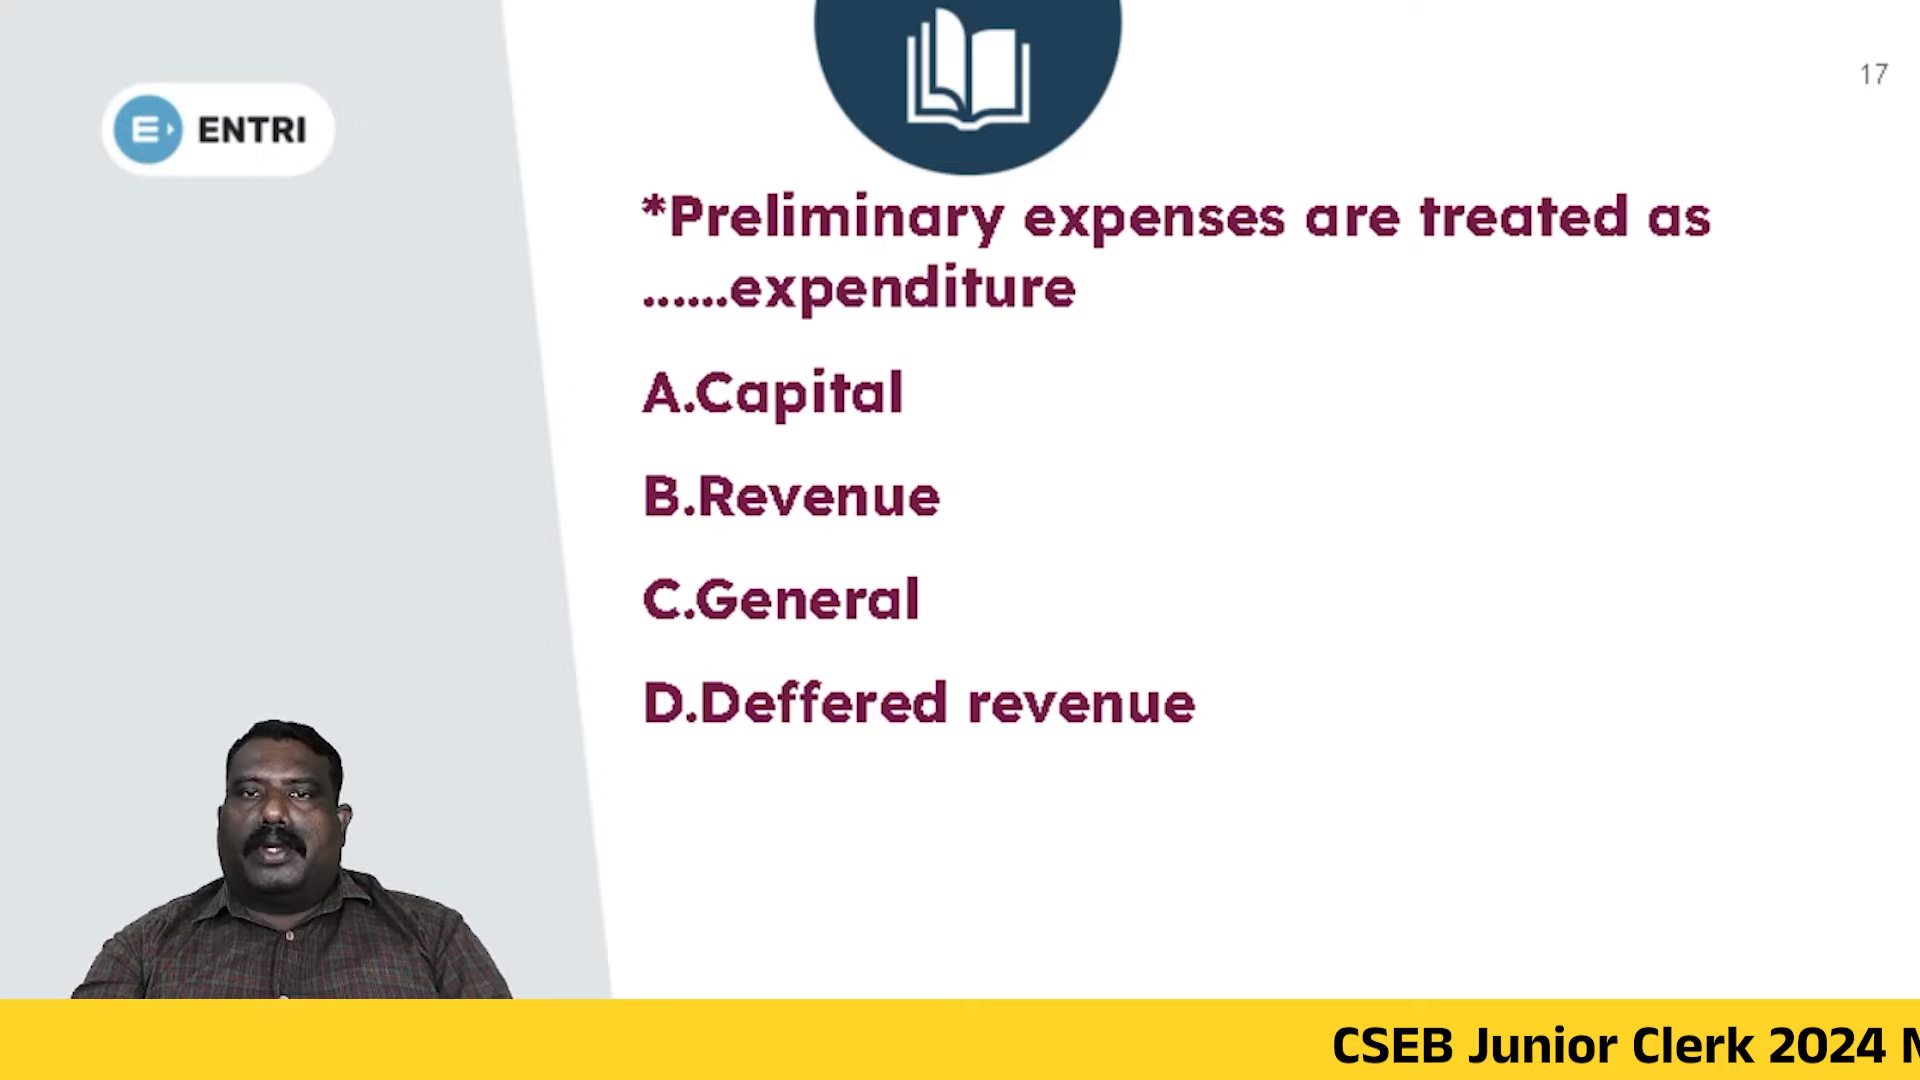 ENTRI
17
*Preliminary expenses are treated as
......expenditure
A.Capital
B.Revenue
C.General
D.Deffered revenue
CSEB Junior Clerk 2024